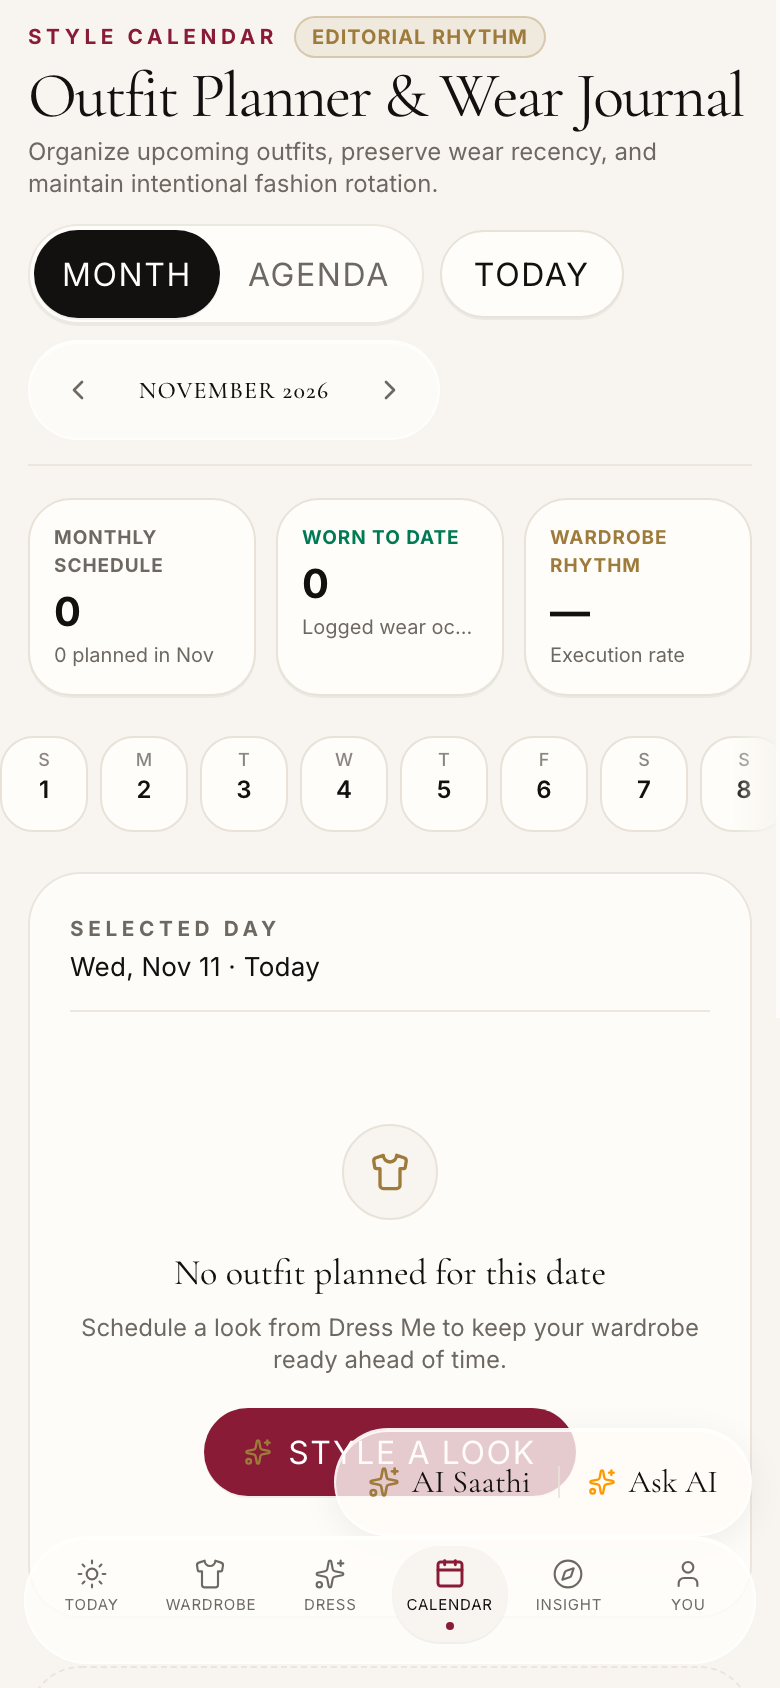 STYLE CALENDAR EDITORIAL RHYTHM
Outfit Planner & Wear Journal
Organize upcoming outfits, preserve wear recency, and
maintain intentional fashion rotation.
MONTH AGENDA TODAY
NOVEMBER 2026
MONTHLY
SCHEDULE
0
0 planned in Nov
WORN TO DATE
0
Logged wear oc...
WARDROBE
RHYTHM
—
Execution rate
S M T W T F S S
1 2 3 4 5 6 7 8
SELECTED DAY
Wed, Nov 11 · Today
No outfit planned for this date
Schedule a look from Dress Me to keep your wardrobe
ready ahead of time.
STYLE A LOOK
AI Saathi Ask AI
TODAY WARDROBE DRESS CALENDAR INSIGHT YOU